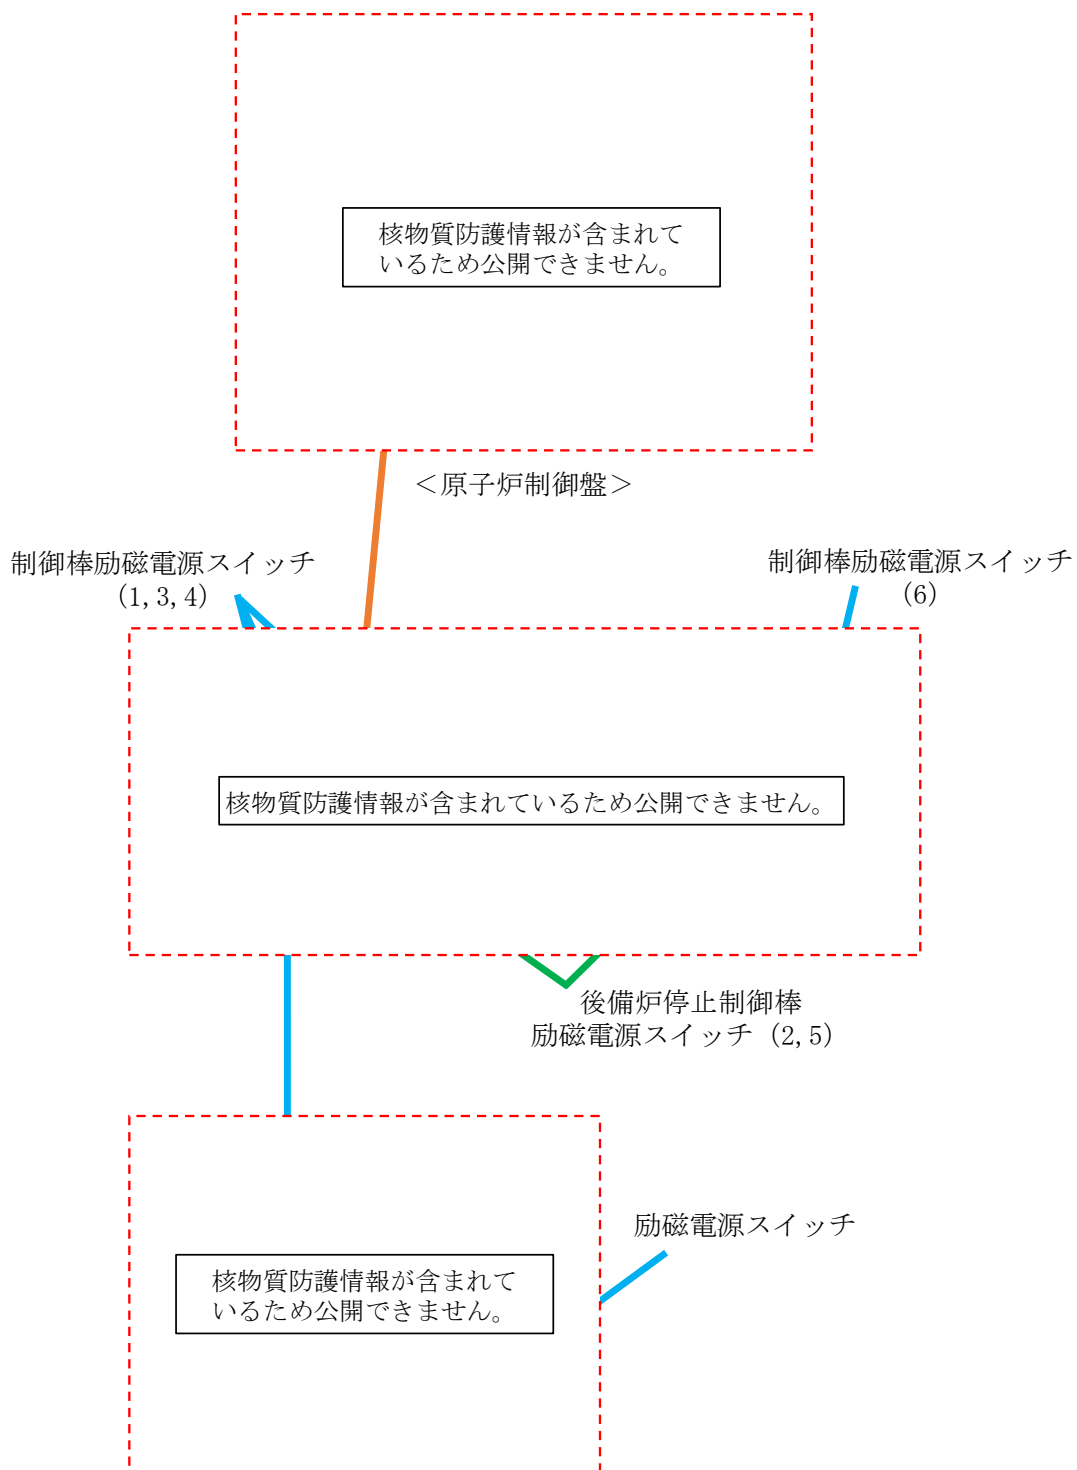 核物質防護情報が含まれて
いるため公開できません。
＜原子炉制御盤＞
制御棒励磁電源スイッチ
(1,3,4)
制御棒励磁電源スイッチ
(6)
核物質防護情報が含まれているため公開できません。
後備炉停止制御棒
励磁電源スイッチ (2,5)
励磁電源スイッチ
核物質防護情報が含まれて
いるため公開できません。